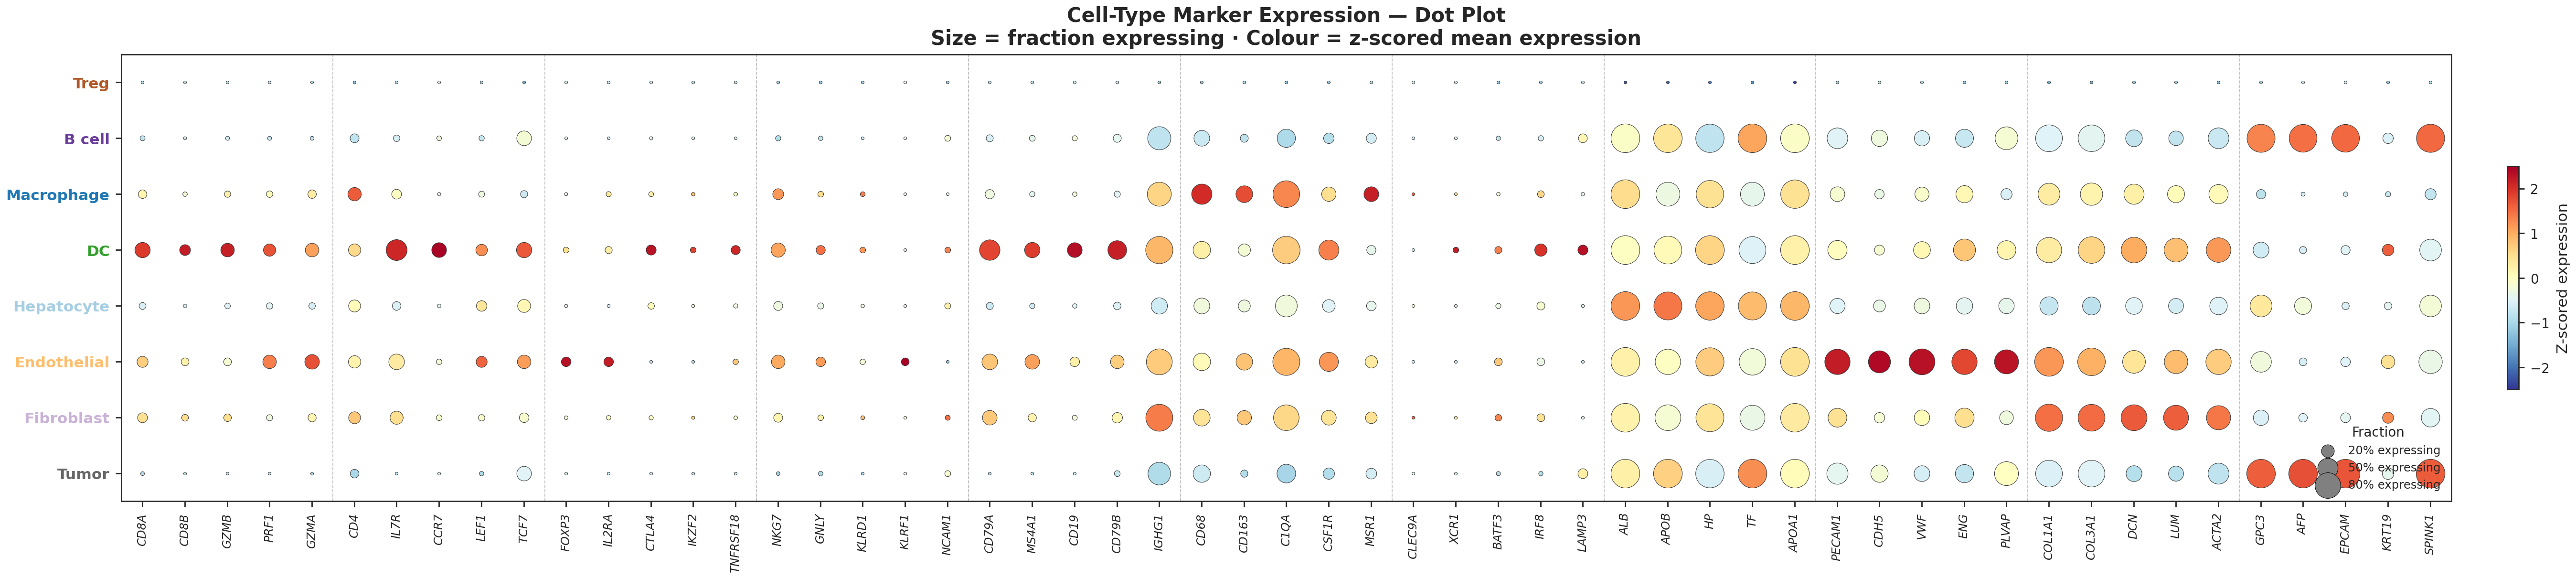 Cell-Type Marker Expression — Dot Plot
Size = fraction expressing · Colour = z-scored mean expression
Treg
B cell
Macrophage
DC
Hepatocyte
Endothelial
Fibroblast
Tumor
CD8A
CD8B
GZMB
PRF1
GZMA
CD4
IL7R
CCR7
LEF1
TCF7
FOXP3
IL2RA
CTLA4
IKZF2
TNFRSF18
NKG7
GNLY
KLRD1
KLRF1
NCAM1
CD79A
MS4A1
CD19
CD79B
IGHG1
CD68
CD163
C1QA
CSF1R
MSR1
CLEC9A
XCR1
BATF3
IRF8
LAMP3
ALB
APOB
HP
TF
APOA1
PECAM1
CDH5
VWF
ENG
PLVAP
COL1A1
COL3A1
DCN
LUM
ACTA2
GPC3
AFP
EPCAM
KRT19
SPINK1
Fraction
20% expressing
50% expressing
80% expressing
2
1
0
−1
−2
Z-scored expression